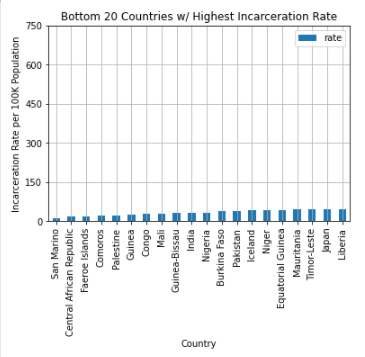 Bottom 20 Countries w/ Highest Incarceration Rate
rate
Incarceration Rate per 100K Population
750
600
450
300
150
0
San Marino
Central African Republic
Faeroe Islands
Comoros
Palestine
Guinea
Congo
Mali
Guinea-Bissau
India
Nigeria
Burkina Faso
Pakistan
Iceland
Niger
Equatorial Guinea
Mauritania
Timor-Leste
Japan
Liberia
Country